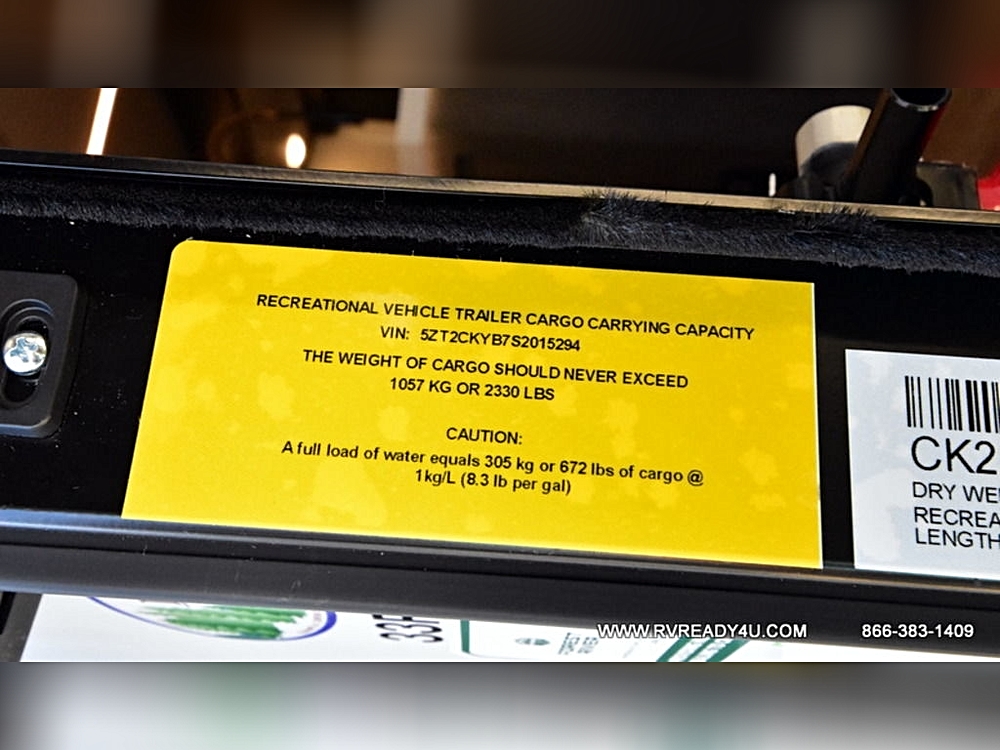 RECREATIONAL VEHICLE TRAILER CARGO CARRYING CAPACITY
VIN: 5ZT2CKYB7S2015294
THE WEIGHT OF CARGO SHOULD NEVER EXCEED
1057 KG OR 2330 LBS
CAUTION:
A full load of water equals 305 kg or 672 lbs of cargo @
1kg/L (8.3 lb per gal)
CK2
DRY WE
RECREA
LENGTH
33F
WWW.RVREADY4U.COM 866-383-1409